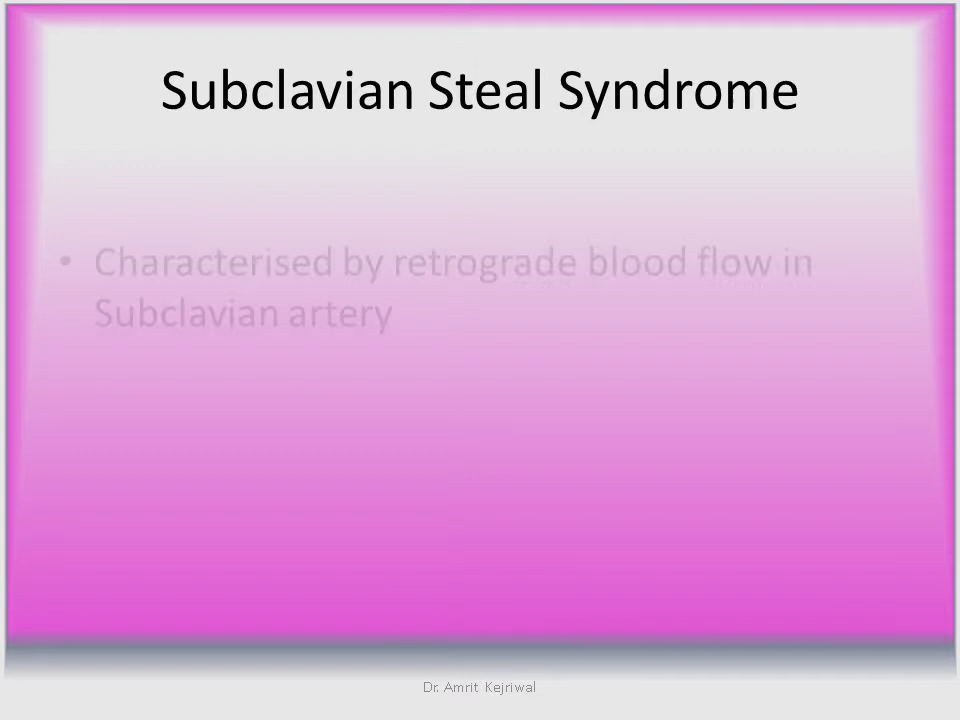 Subclavian Steal Syndrome
• Characterised by retrograde blood flow in
Subclavian artery
Dr. Amrit Kejriwal